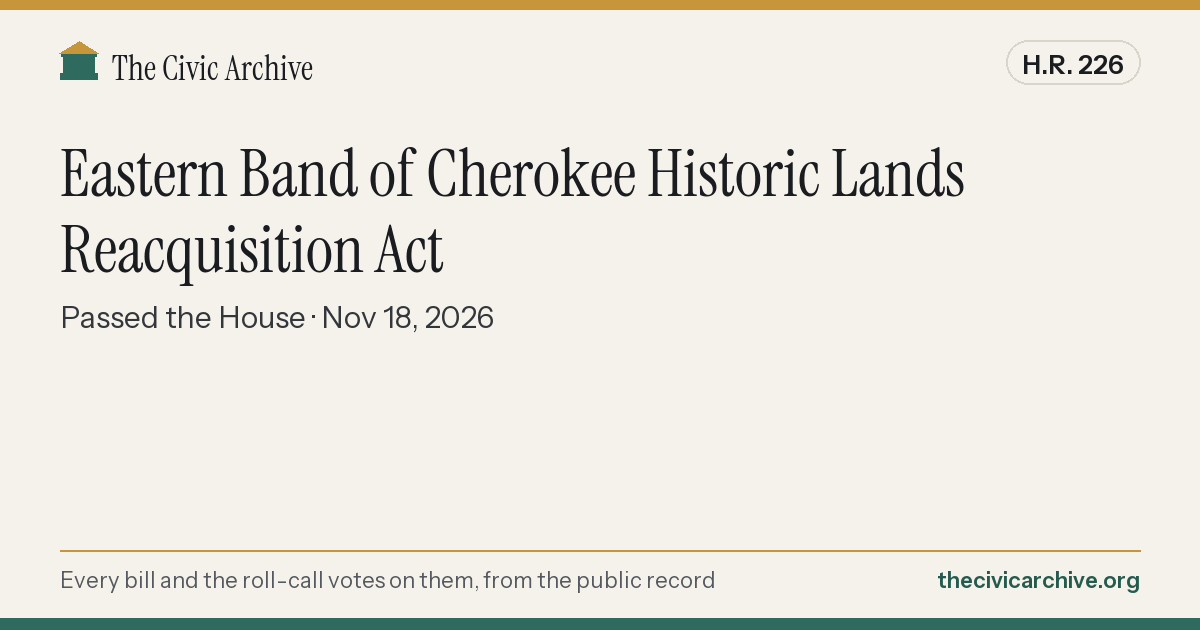 The Civic Archive
H.R. 226
Eastern Band of Cherokee Historic Lands
Reacquisition Act
Passed the House · Nov 18, 2026
Every bill and the roll-call votes on them, from the public record
thecivicarchive.org